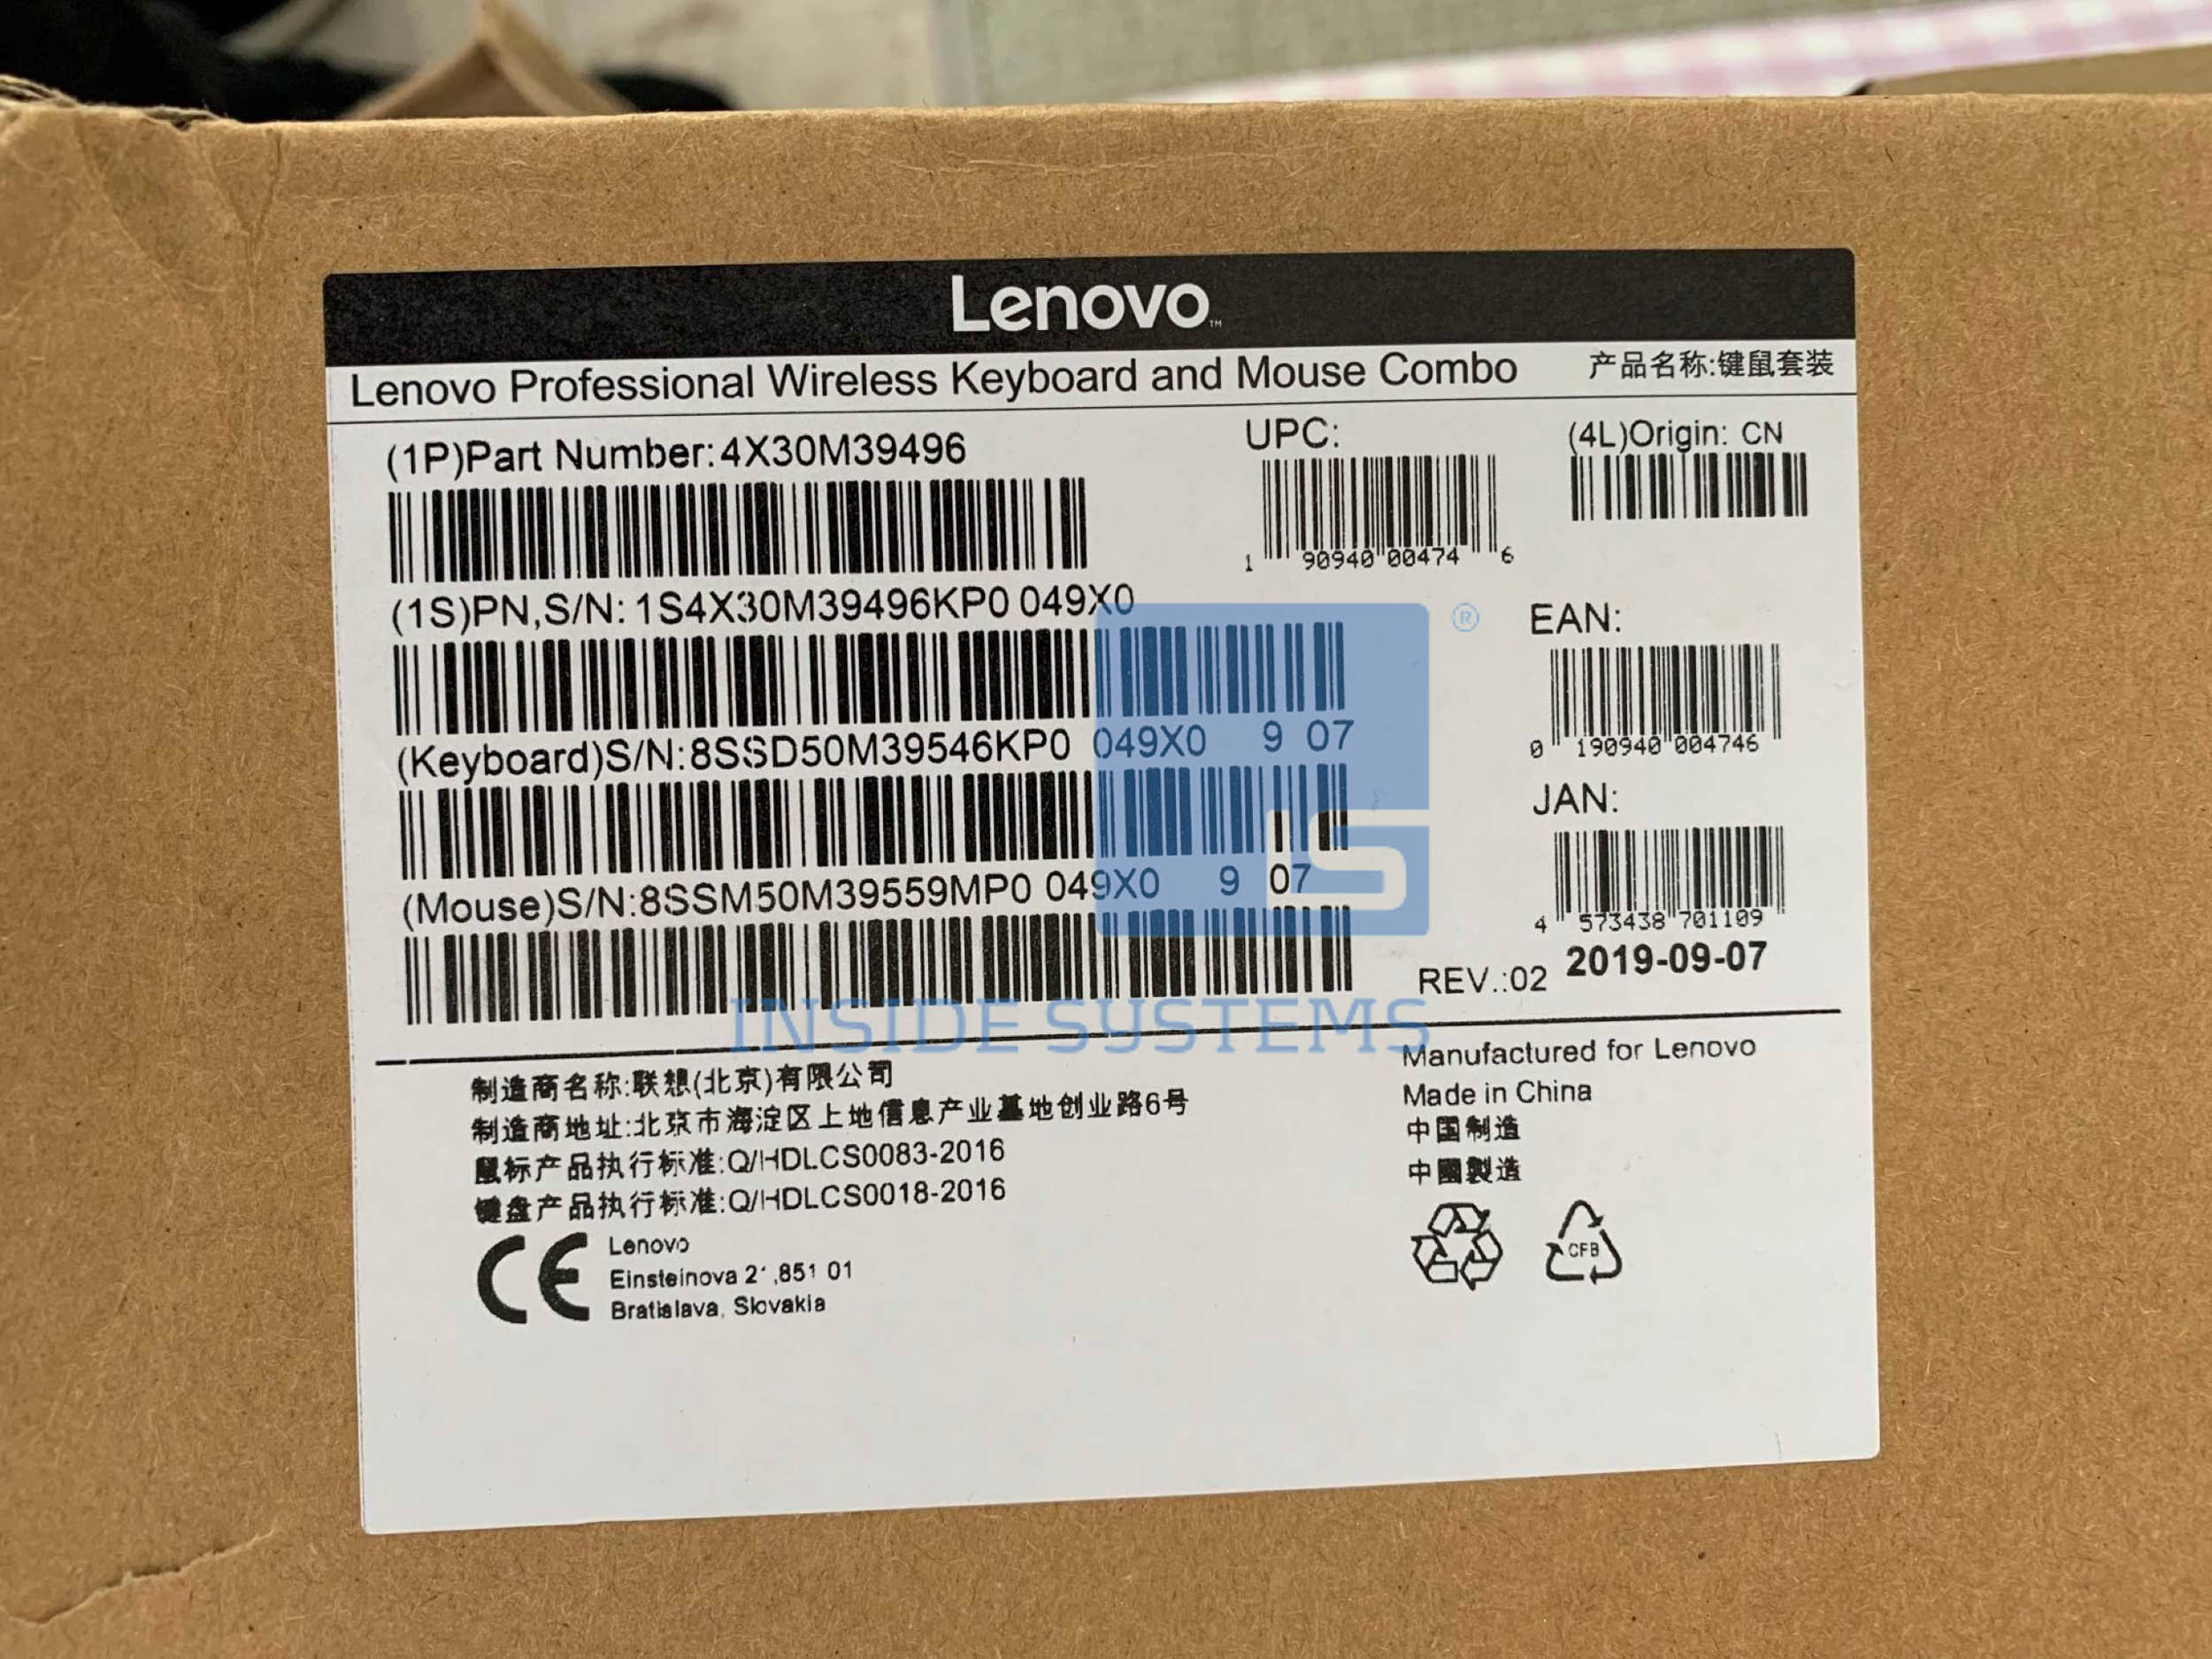 Lenovo™
Lenovo Professional Wireless Keyboard and Mouse Combo 产品名称:键鼠套装
(1P)Part Number:4X30M39496
UPC:
1 90940 00474 6
(4L)Origin: CN
(1S)PN,S/N: 1S4X30M39496KP0 049X0
®
EAN:
0 190940 004746
(Keyboard)S/N:8SSD50M39546KP0 049X0 9 07
JAN:
4 573438 701109
(Mouse)S/N:8SSM50M39559MP0 049X0 9 07
IS
REV.:02 2019-09-07
INSIDE SYSTEMS
制造商名称:联想(北京)有限公司
制造商地址:北京市海淀区上地信息产业基地创业路6号
鼠标产品执行标准:Q/HDLCS0083-2016
键盘产品执行标准:Q/HDLCS0018-2016
CE
Lenovo
Einsteinova 851 01
Bratislava, Slovakia
Manufactured for Lenovo
Made in China
中国制造
中國製造
CFB